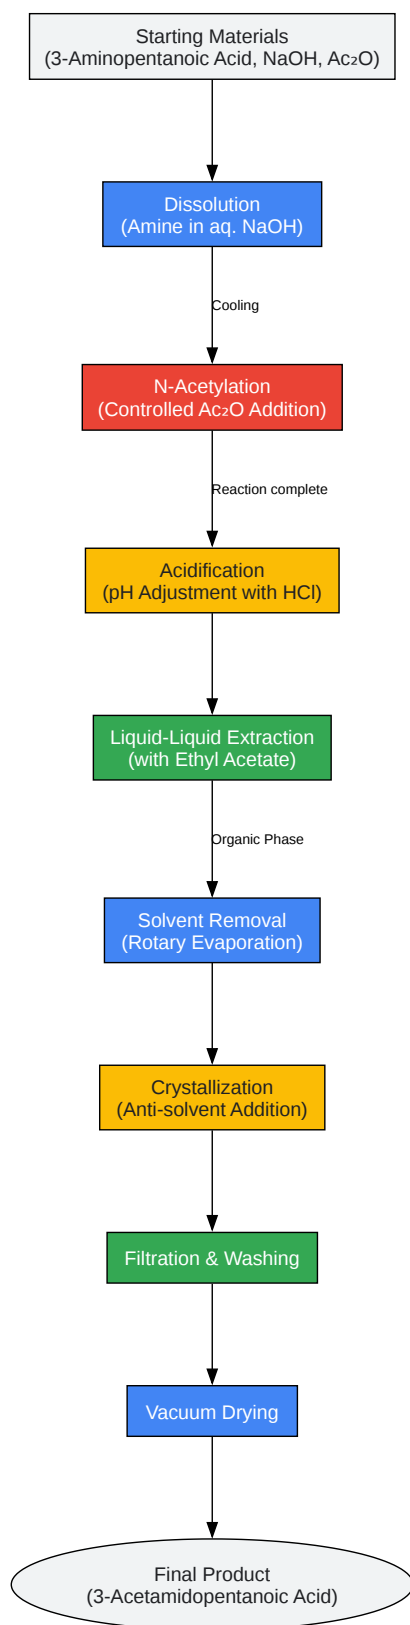 Starting Materials
(3-Aminopentanoic Acid, NaOH, Ac₂O)
Dissolution
(Amine in aq. NaOH)
Cooling
N-Acetylation
(Controlled Ac₂O Addition)
Reaction complete
Acidification
(pH Adjustment with HCl)
Liquid-Liquid Extraction
(with Ethyl Acetate)
Organic Phase
Solvent Removal
(Rotary Evaporation)
Crystallization
(Anti-solvent Addition)
Filtration & Washing
Vacuum Drying
Final Product
(3-Acetamidopentanoic Acid)